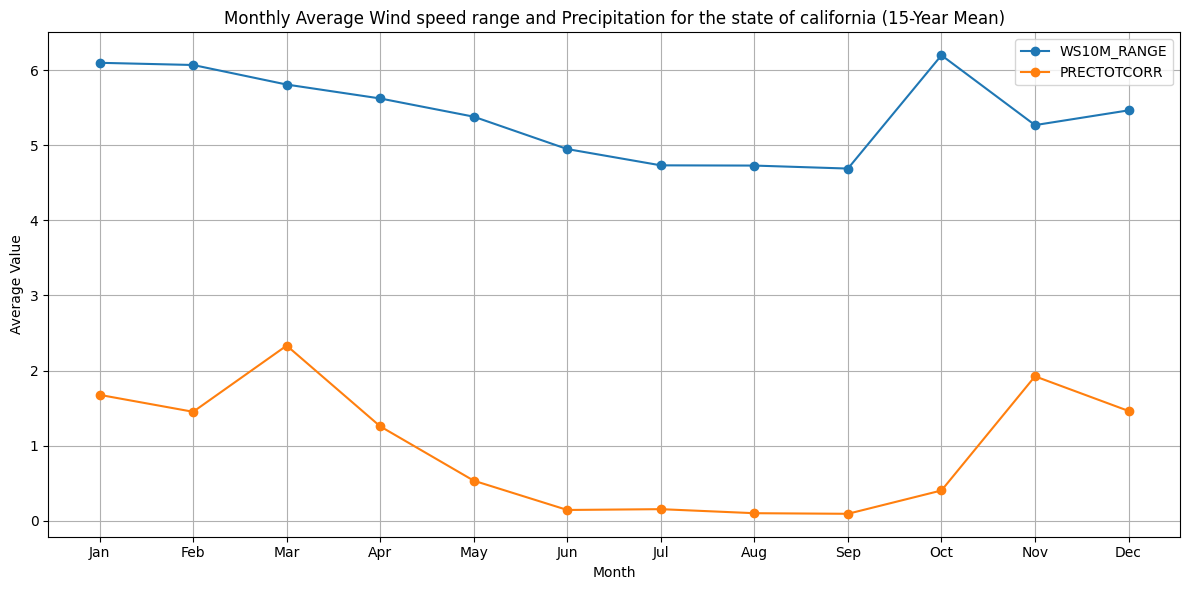 Monthly Average Wind speed range and Precipitation for the state of california (15-Year Mean)
WS10M_RANGE
PRECTOTCORR
Average Value
6
5
4
3
2
1
0
Jan Feb Mar Apr May Jun Jul Aug Sep Oct Nov Dec
Month